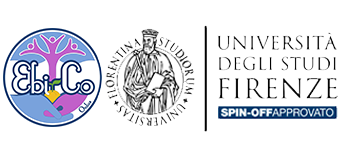 Ebi-Co
O.d.v.
FLORENTINA STUDIORUM UNIVERSITAS
UNIVERSITÀ
DEGLI STUDI
FIRENZE
SPIN-OFF APPROVATO